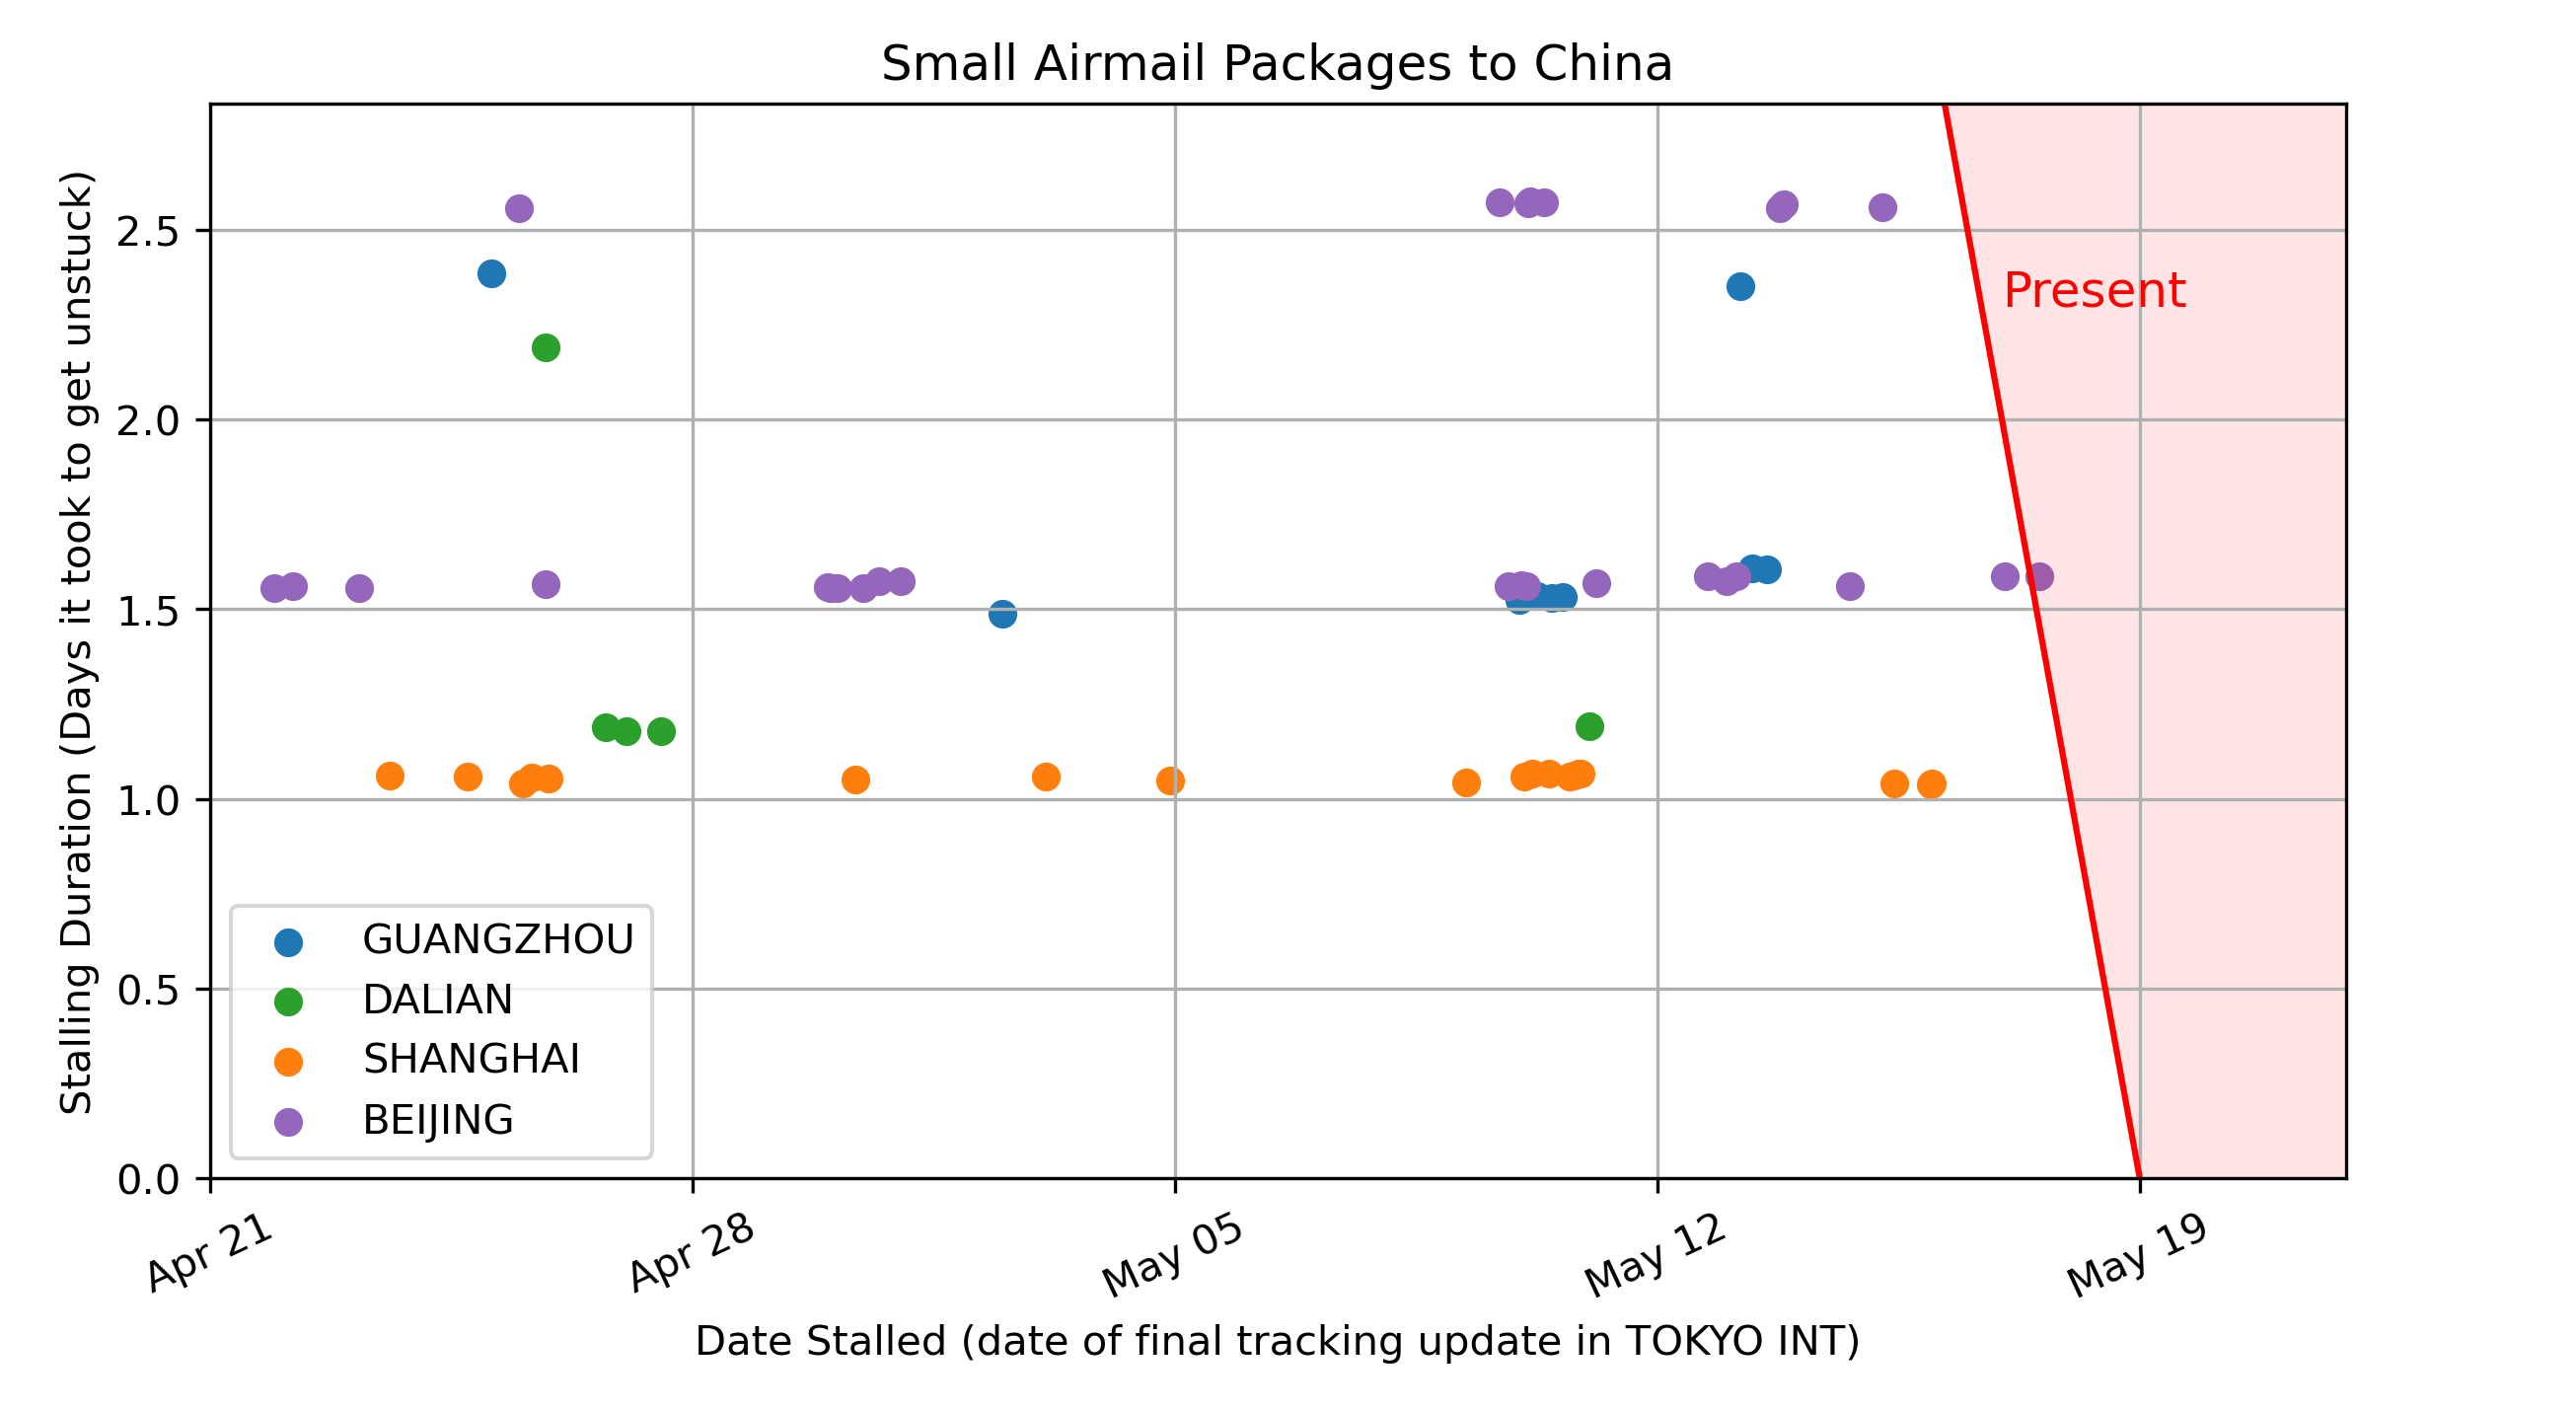 Small Airmail Packages to China
Stalling Duration (Days it took to get unstuck)
2.5
2.0
1.5
1.0
0.5
0.0
Present
GUANGZHOU
DALIAN
SHANGHAI
BEIJING
Apr 21
Apr 28
May 05
May 12
May 19
Date Stalled (date of final tracking update in TOKYO INT)